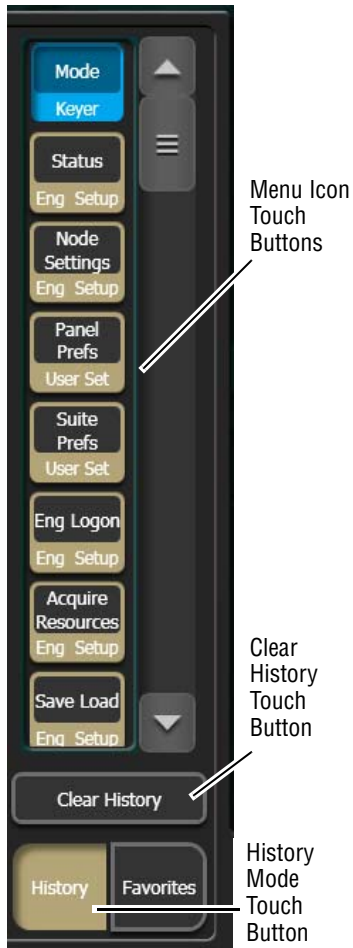 Mode
Keyer
Status
Eng Setup
Node
Settings
Eng Setup
Panel
Prefs
User Set
Suite
Prefs
User Set
Eng Logon
Eng Setup
Acquire
Resources
Eng Setup
Save Load
Eng Setup
Clear History
History
Favorites
Menu Icon
Touch
Buttons
Clear
History
Touch
Button
History
Mode
Touch
Button